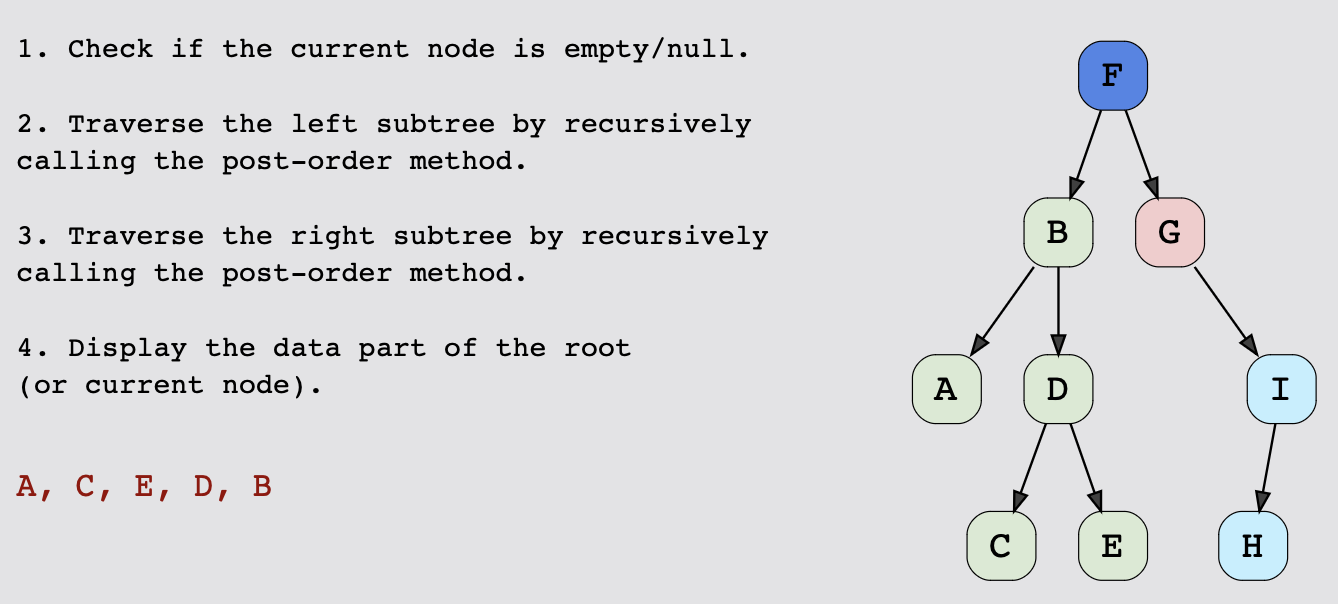 1. Check if the current node is empty/null.
2. Traverse the left subtree by recursively
calling the post-order method.
3. Traverse the right subtree by recursively
calling the post-order method.
4. Display the data part of the root
(or current node).
A, C, E, D, B
F
B
G
A
D
I
C
E
H